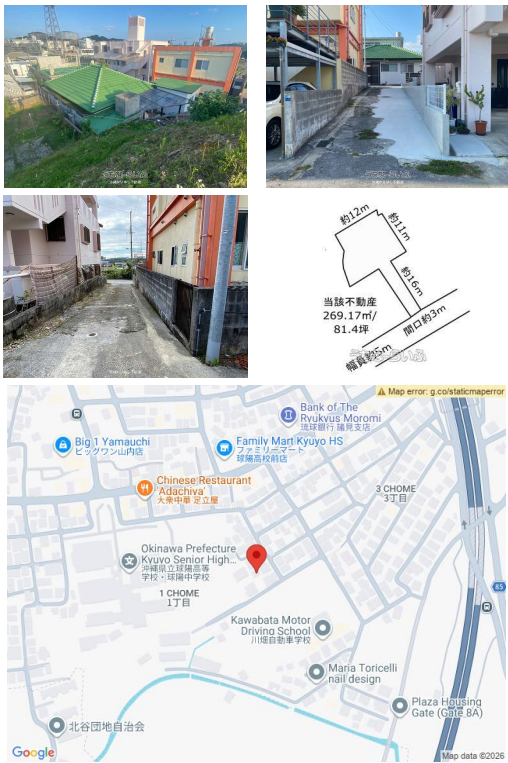 約12m
約11m
約16m
当該不動産
269.17㎡/
81.4坪
間口約3m
幅員約5m
Map error: g.co/staticmaperror
Bank of The
Ryukyus Moromi
琉球銀行 諸見支店
Big 1 Yamauchi
ビッグワン山内店
Family Mart Kyuyo HS
ファミリーマート
球陽高校前店
Chinese Restaurant
'Adachiya'
大衆中華 足立屋
3 CHOME
3丁目
Okinawa Prefecture
Kyuyo Senior High...
沖縄県立球陽高等
学校・球陽中学校
85
1 CHOME
1丁目
Kawabata Motor
Driving School
川畑自動車学校
Maria Toricelli
nail design
Plaza Housing
Gate (Gate 8A)
北谷団地自治会
Google
Map data ©2026